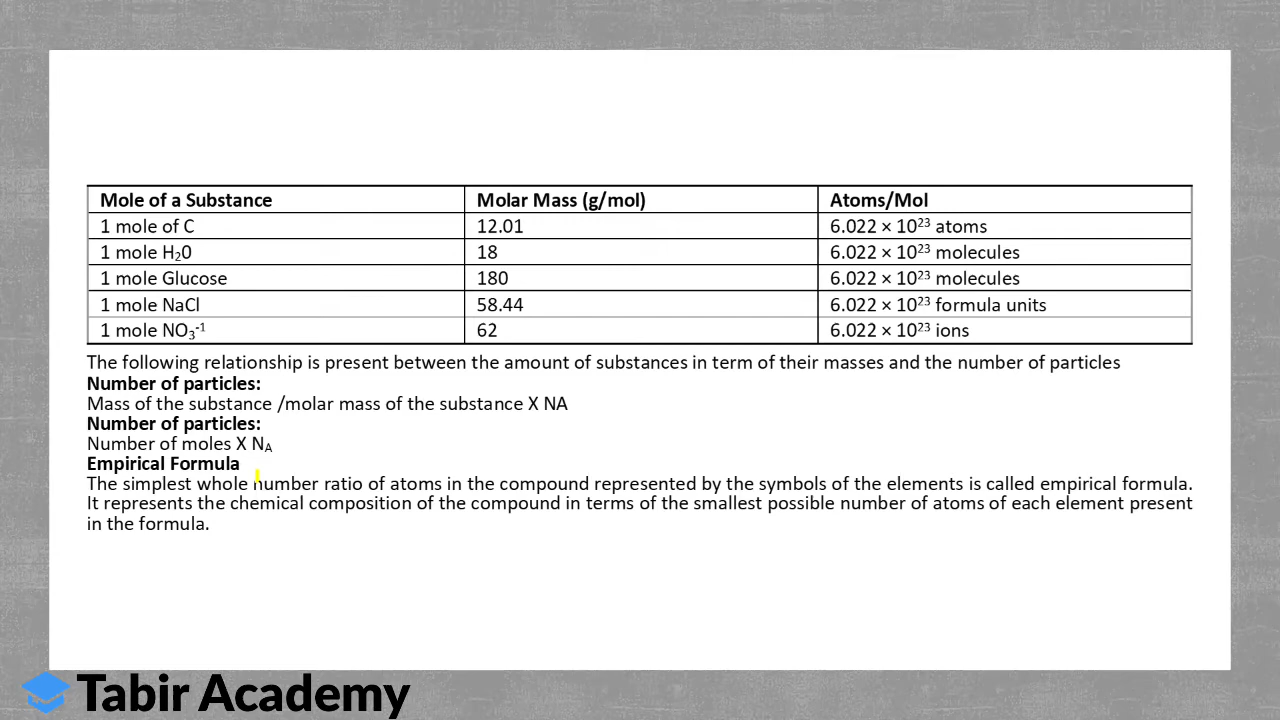 Mole of a Substance Molar Mass (g/mol) Atoms/Mol
1 mole of C 12.01 6.022 × 10²³ atoms
1 mole H₂0 18 6.022 × 10²³ molecules
1 mole Glucose 180 6.022 × 10²³ molecules
1 mole NaCl 58.44 6.022 × 10²³ formula units
1 mole NO₃⁻¹ 62 6.022 × 10²³ ions
The following relationship is present between the amount of substances in term of their masses and the number of particles
Number of particles:
Mass of the substance /molar mass of the substance X NA
Number of particles:
Number of moles X N_A
Empirical Formula
The simplest whole number ratio of atoms in the compound represented by the symbols of the elements is called empirical formula.
It represents the chemical composition of the compound in terms of the smallest possible number of atoms of each element present
in the formula.
Tabir Academy